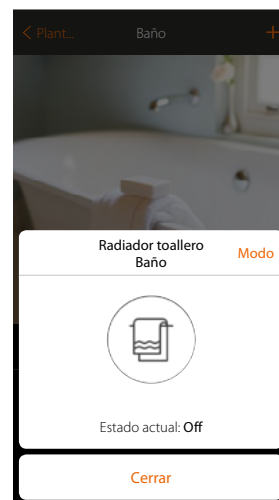 < Plant... Baño +
Radiador toallero
Baño
Modo
Estado actual: Off
Cerrar